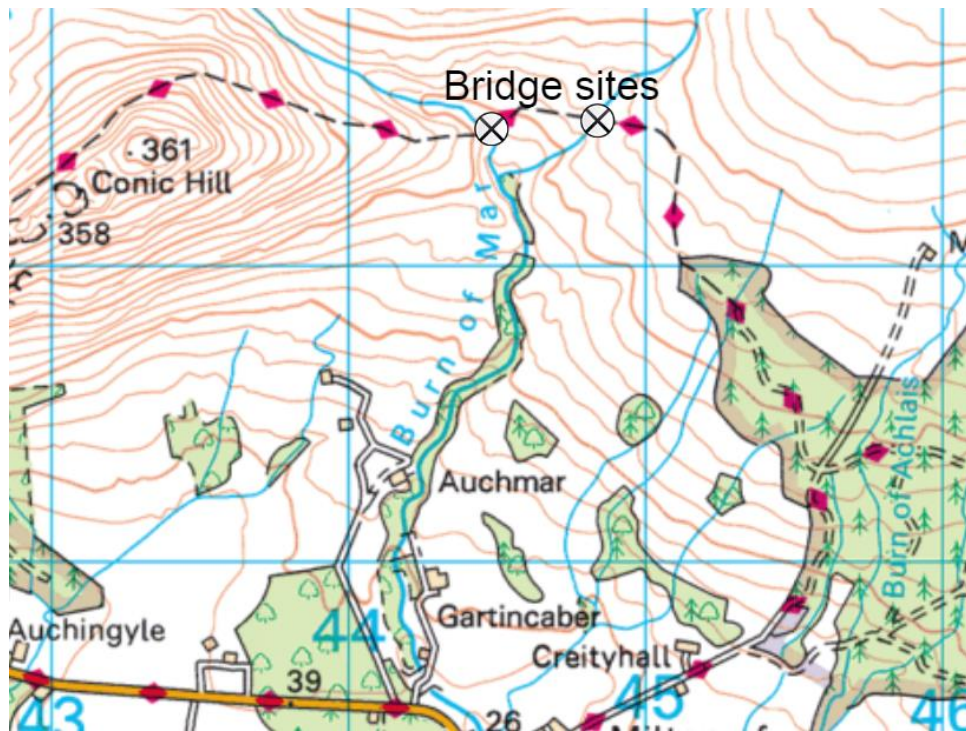 Bridge sites
361
Conic Hill
358
Burn of Mar
Auchmar
Burn of Achlais
Gartincaber
Auchingyle
44
Creityhall
39
45
43
26
46